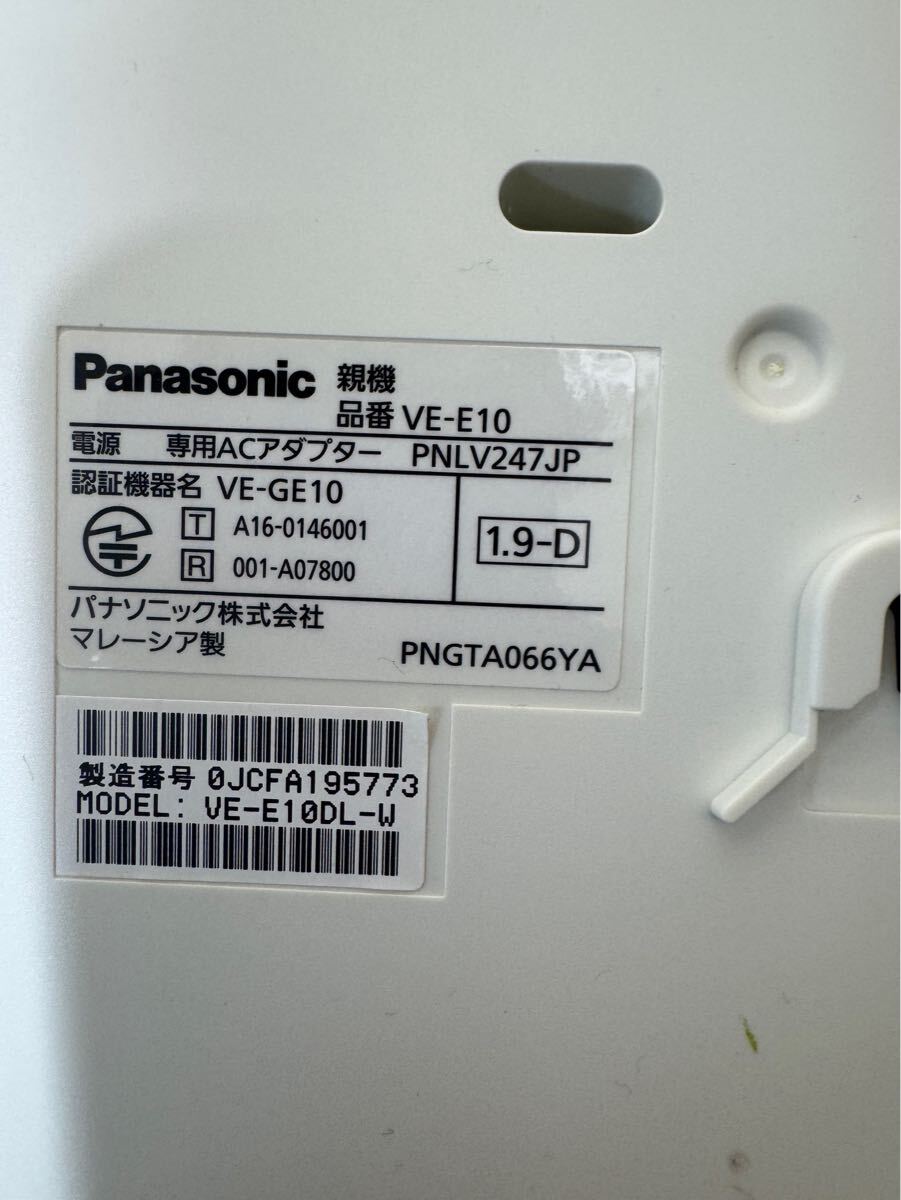 Panasonic 親機
品番 VE-E10
電源 専用ACアダプター PNLV247JP
認証機器名 VE-GE10
T A16-0146001
R 001-A07800
1.9-D
パナソニック株式会社
マレーシア製
PNGTA066YA
製造番号 0JCFA195773
MODEL: VE-E10DL-W